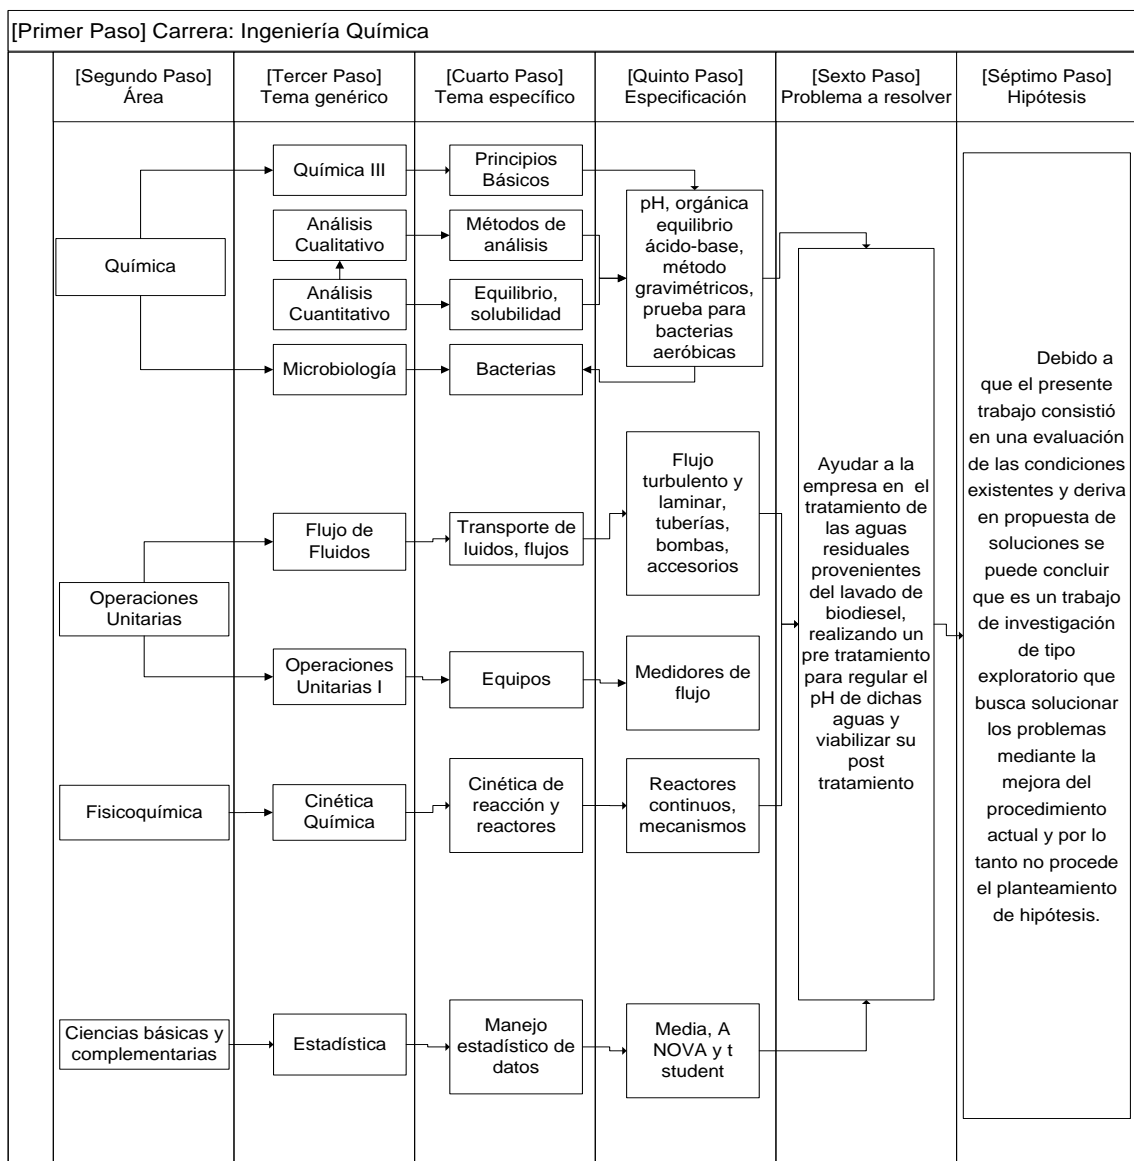 [Primer Paso] Carrera: Ingeniería Química
[Segundo Paso]
Área
[Tercer Paso]
Tema genérico
[Cuarto Paso]
Tema específico
[Quinto Paso]
Especificación
[Sexto Paso]
Problema a resolver
[Séptimo Paso]
Hipótesis
Química
Química III
Análisis
Cualitativo
Análisis
Cuantitativo
Microbiología
Principios
Básicos
Métodos de
análisis
Equilibrio,
solubilidad
Bacterias
pH, orgánica
equilibrio
ácido-base,
método
gravimétricos,
prueba para
bacterias
aeróbicas
Operaciones
Unitarias
Flujo de
Fluidos
Transporte de
luidos, flujos
Flujo
turbulento y
laminar,
tuberías,
bombas,
accesorios
Operaciones
Unitarias I
Equipos
Medidores de
flujo
Fisicoquímica
Cinética
Química
Cinética de
reacción y
reactores
Reactores
continuos,
mecanismos
Ciencias básicas y
complementarias
Estadística
Manejo
estadístico de
datos
Media, A
NOVA y t
student
Ayudar a la
empresa en  el
tratamiento de
las aguas
residuales
provenientes
del lavado de
biodiesel,
realizando un
pre tratamiento
para regular el
pH de dichas
aguas y
viabilizar su
post
tratamiento
Debido a
que el presente
trabajo consistió
en una evaluación
de las condiciones
existentes y deriva
en propuesta de
soluciones se
puede concluir
que es un trabajo
de investigación
de tipo
exploratorio que
busca solucionar
los problemas
mediante la
mejora del
procedimiento
actual y por lo
tanto no procede
el planteamiento
de hipótesis.